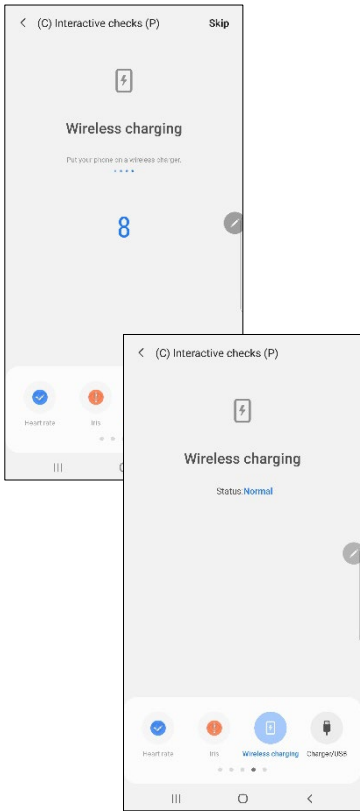 (C) Interactive checks (P) Skip
Wireless charging
Put your phone on a wireless charger.
8
Heart rate Iris
(C) Interactive checks (P)
Wireless charging
Status:Normal
Heart rate Iris Wireless charging Charger/USB